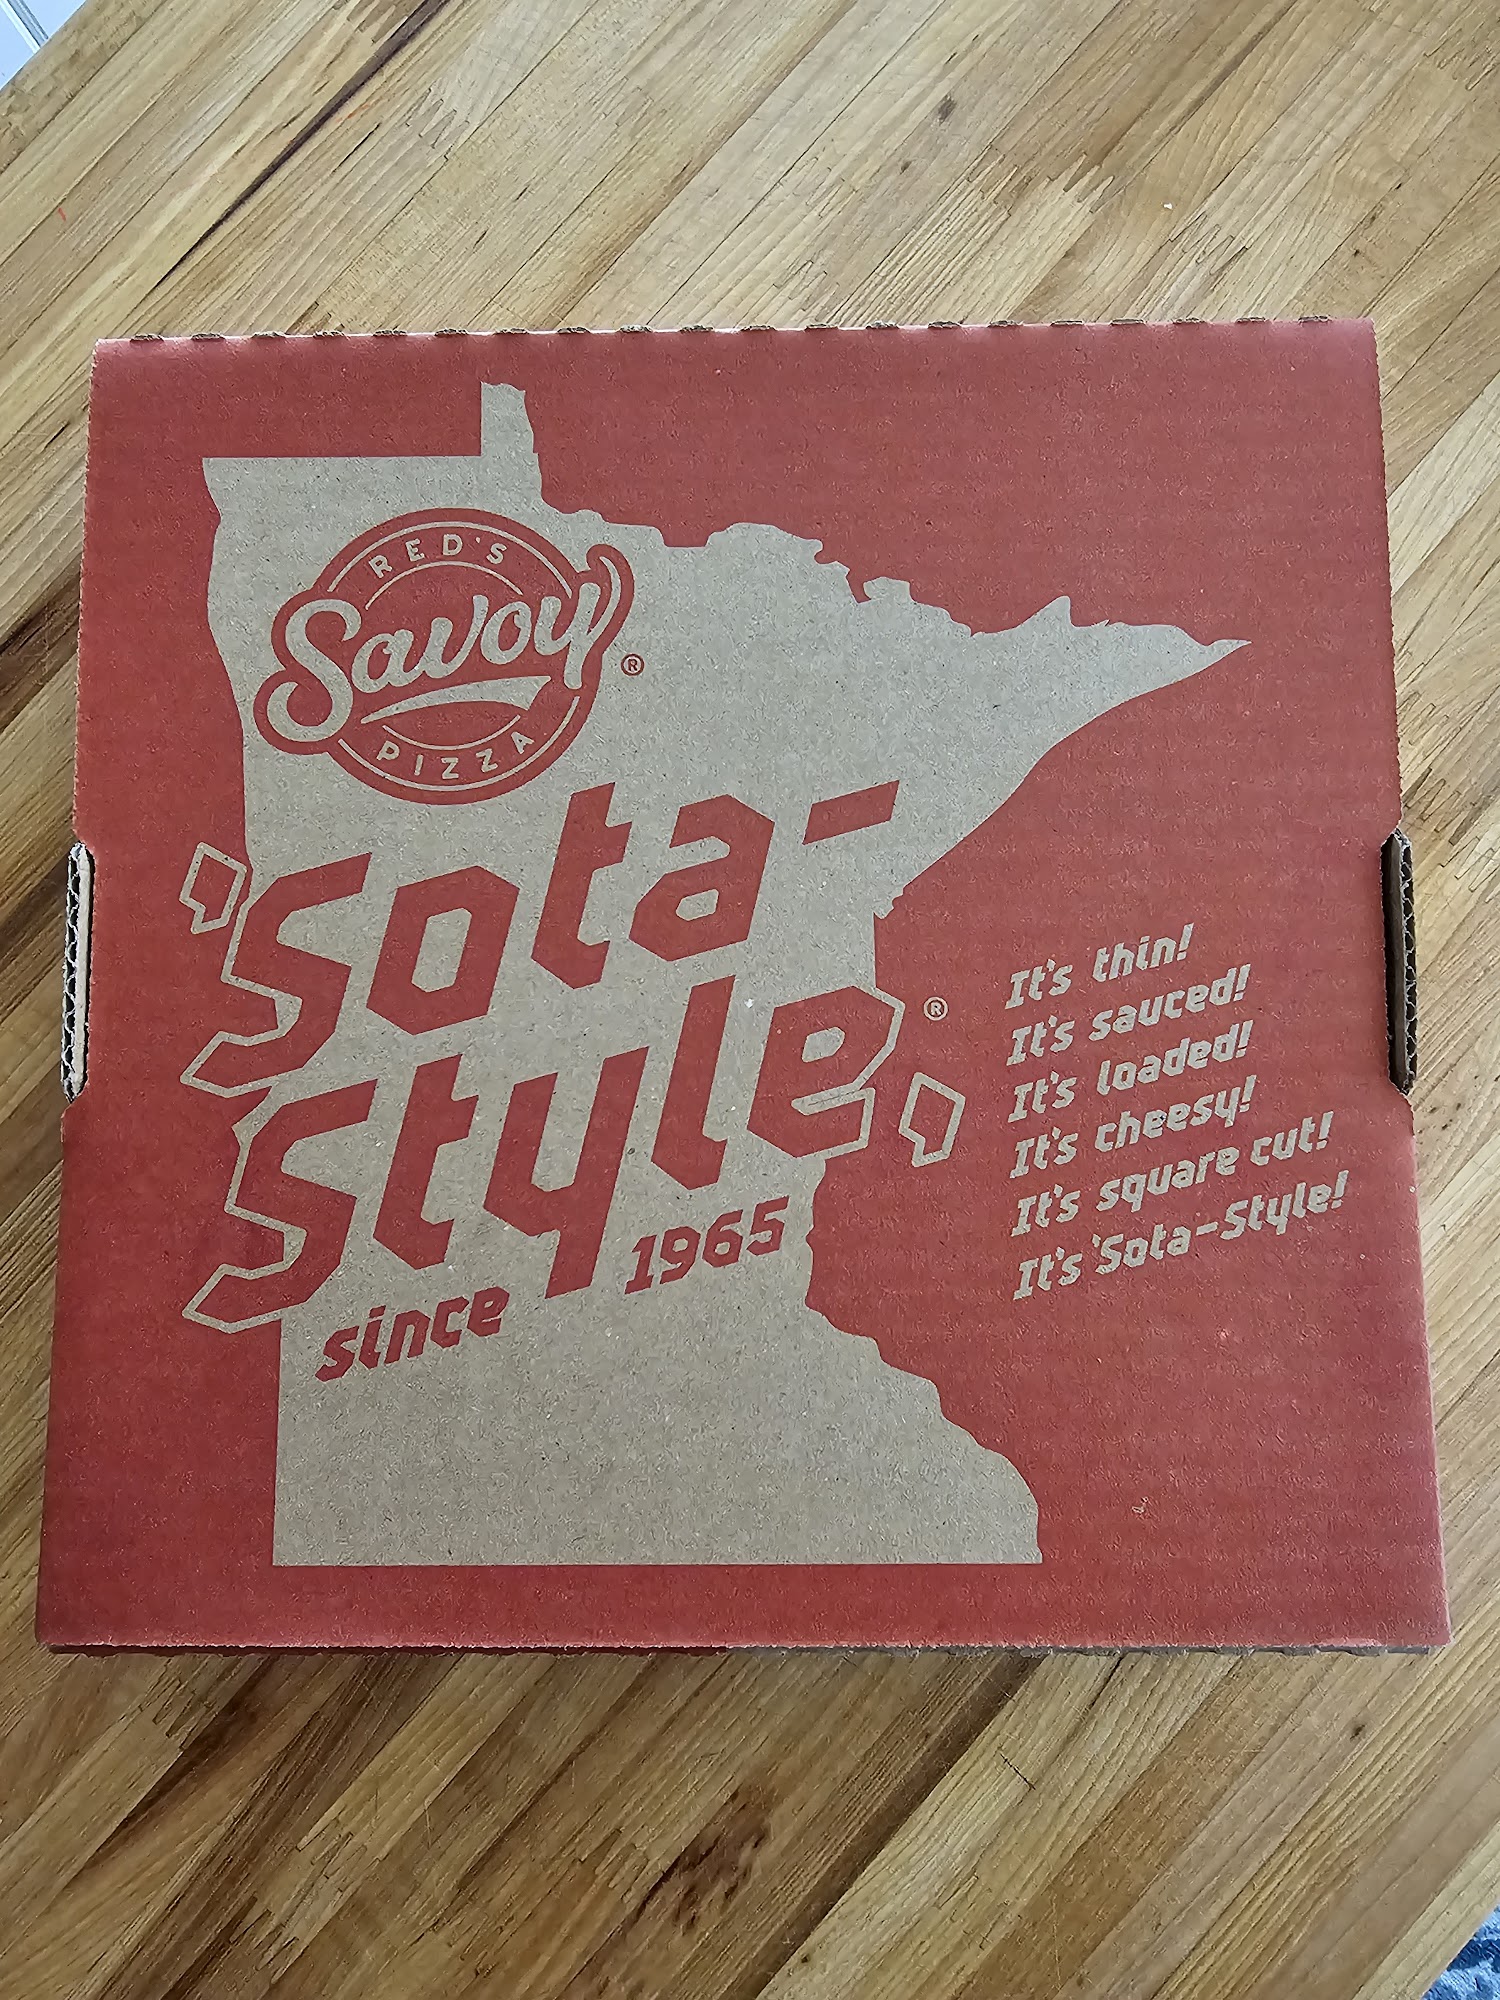 RED'S
Savoy
PIZZA
®
'Sota-
Style,
®
since 1965
It's thin!
It's sauced!
It's loaded!
It's cheesy!
It's square cut!
It's 'Sota-Style!